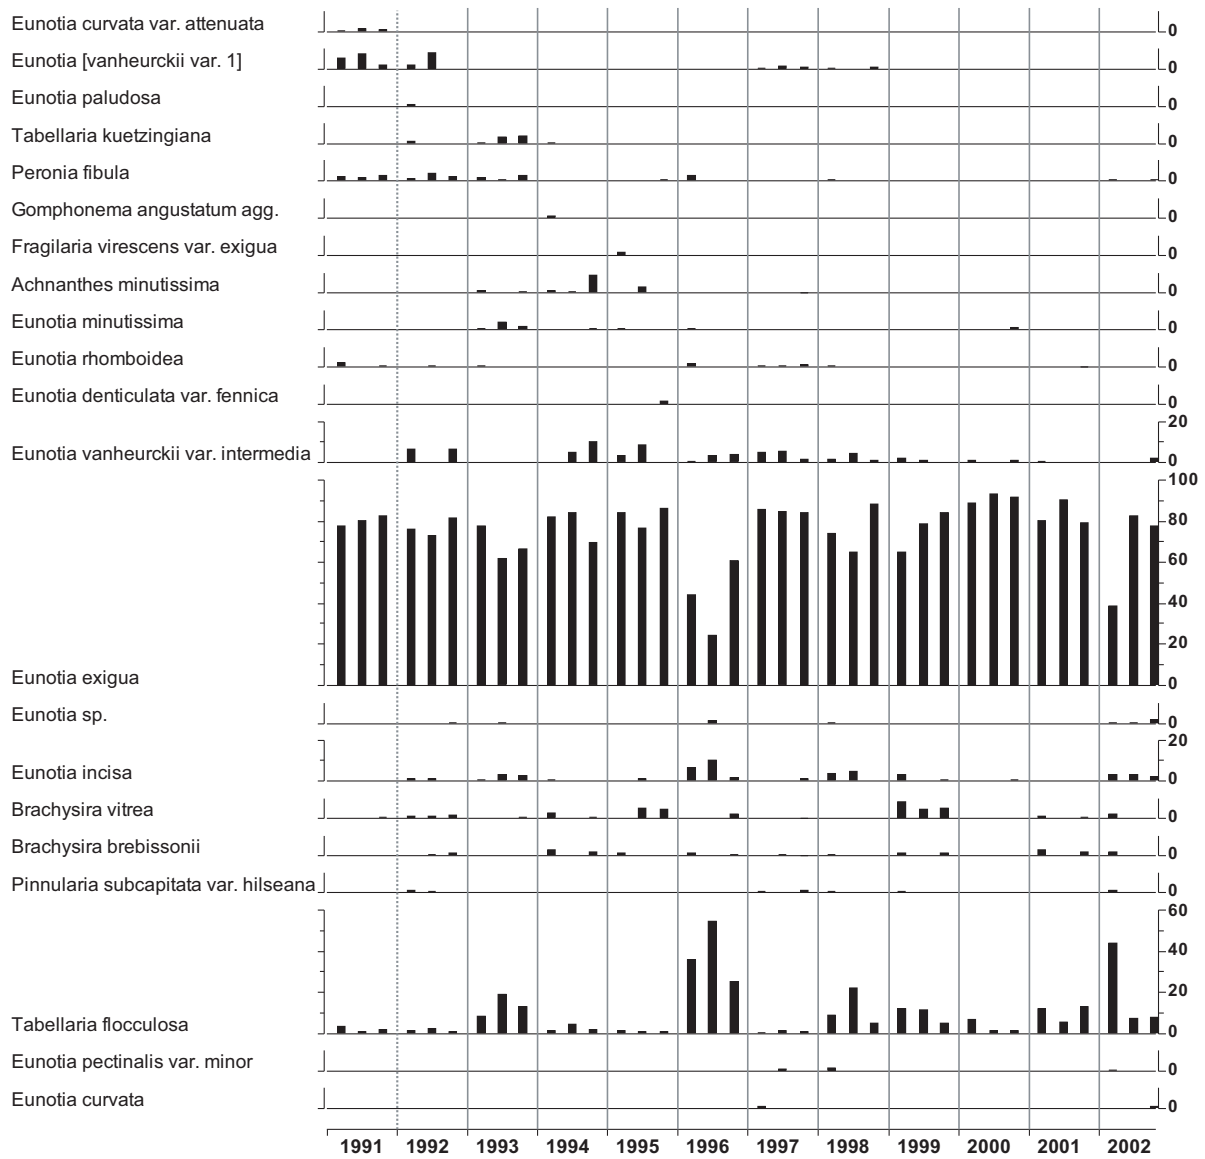 Eunotia curvata var. attenuata 0
Eunotia [vanheurckii var. 1] 0
Eunotia paludosa 0
Tabellaria kuetzingiana 0
Peronia fibula 0
Gomphonema angustatum agg. 0
Fragilaria virescens var. exigua 0
Achnanthes minutissima 0
Eunotia minutissima 0
Eunotia rhomboidea 0
Eunotia denticulata var. fennica 0
20
Eunotia vanheurckii var. intermedia 0
100
80
60
40
20
Eunotia exigua 0
Eunotia sp. 0
20
Eunotia incisa 0
Brachysira vitrea 0
Brachysira brebissonii 0
Pinnularia subcapitata var. hilseana 0
60
40
20
Tabellaria flocculosa 0
Eunotia pectinalis var. minor 0
Eunotia curvata 0
1991 1992 1993 1994 1995 1996 1997 1998 1999 2000 2001 2002